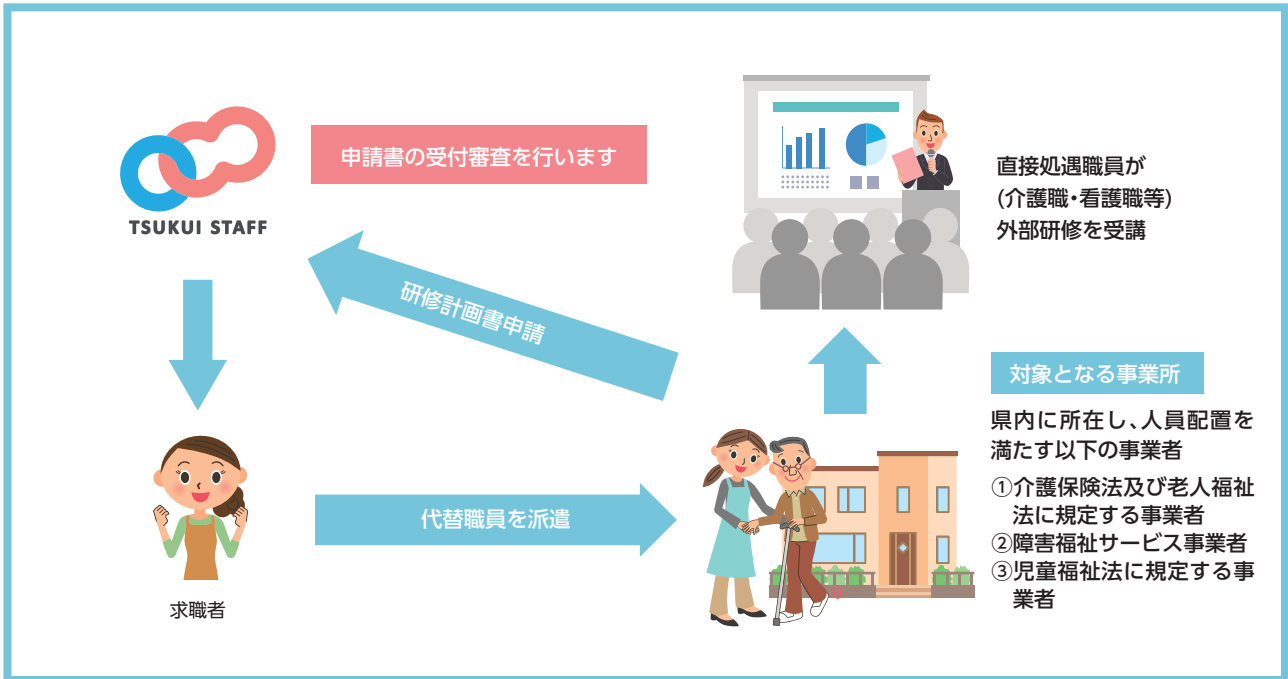 TSUKUI STAFF
申請書の受付審査を行います
直接処遇職員が
(介護職・看護職等)
外部研修を受講
研修計画書申請
対象となる事業所
県内に所在し、人員配置を
満たす以下の事業者
①介護保険法及び老人福祉
法に規定する事業者
②障害福祉サービス事業者
③児童福祉法に規定する事
業者
代替職員を派遣
求職者